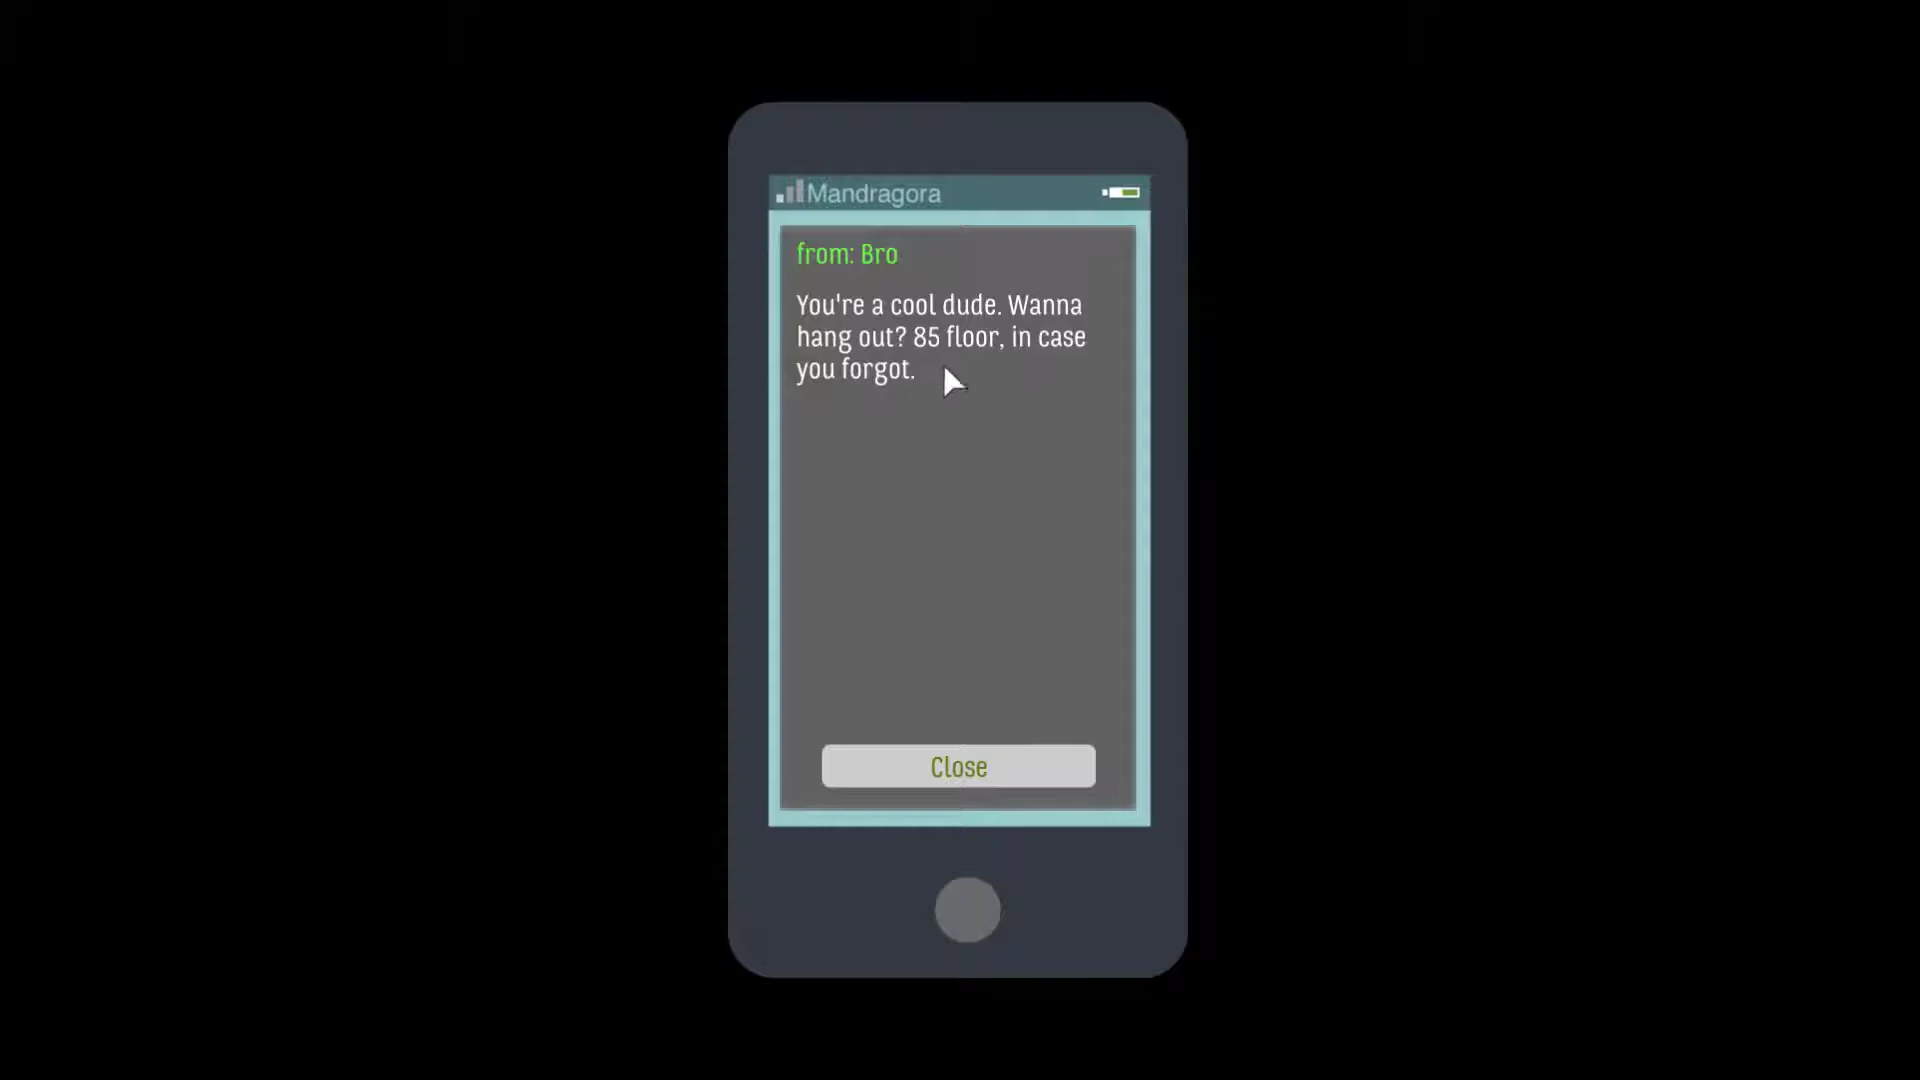 Mandragora
from: Bro
You're a cool dude. Wanna
hang out? 85 floor, in case
you forgot.
Close